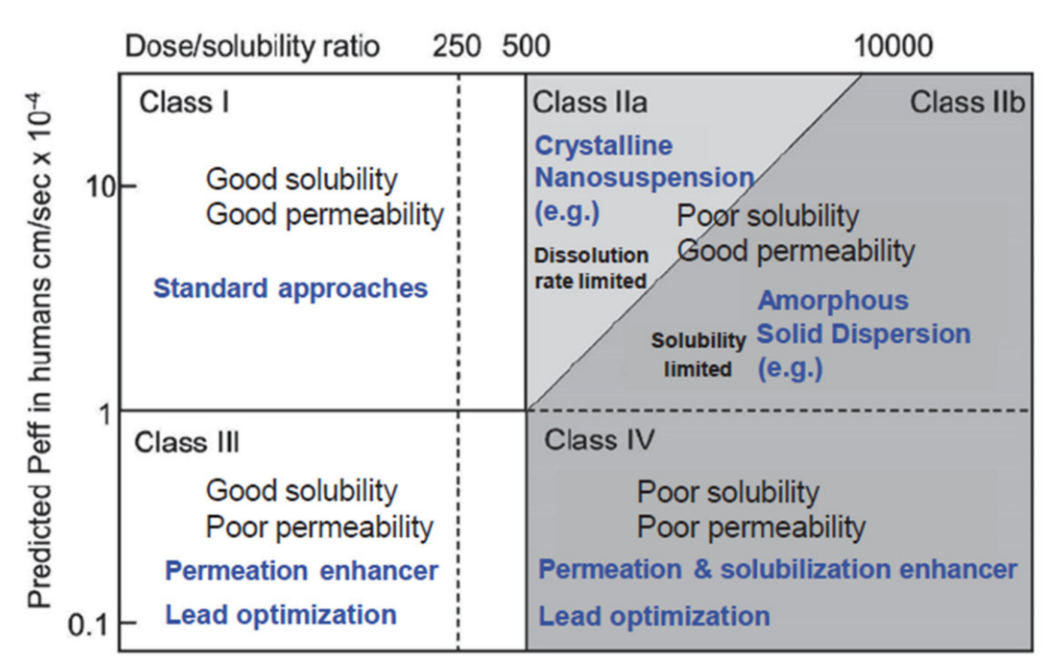 Dose/solubility ratio 250 500 10000
Predicted Peff in humans cm/sec x 10-4
10
1
0.1
Class I
Good solubility
Good permeability
Standard approaches
Class IIa
Crystalline
Nanosuspension
(e.g.)
Dissolution
rate limited
Class IIb
Poor solubility
Good permeability
Amorphous
Solid Dispersion
(e.g.)
Solubility
limited
Class III
Good solubility
Poor permeability
Permeation enhancer
Lead optimization
Class IV
Poor solubility
Poor permeability
Permeation & solubilization enhancer
Lead optimization